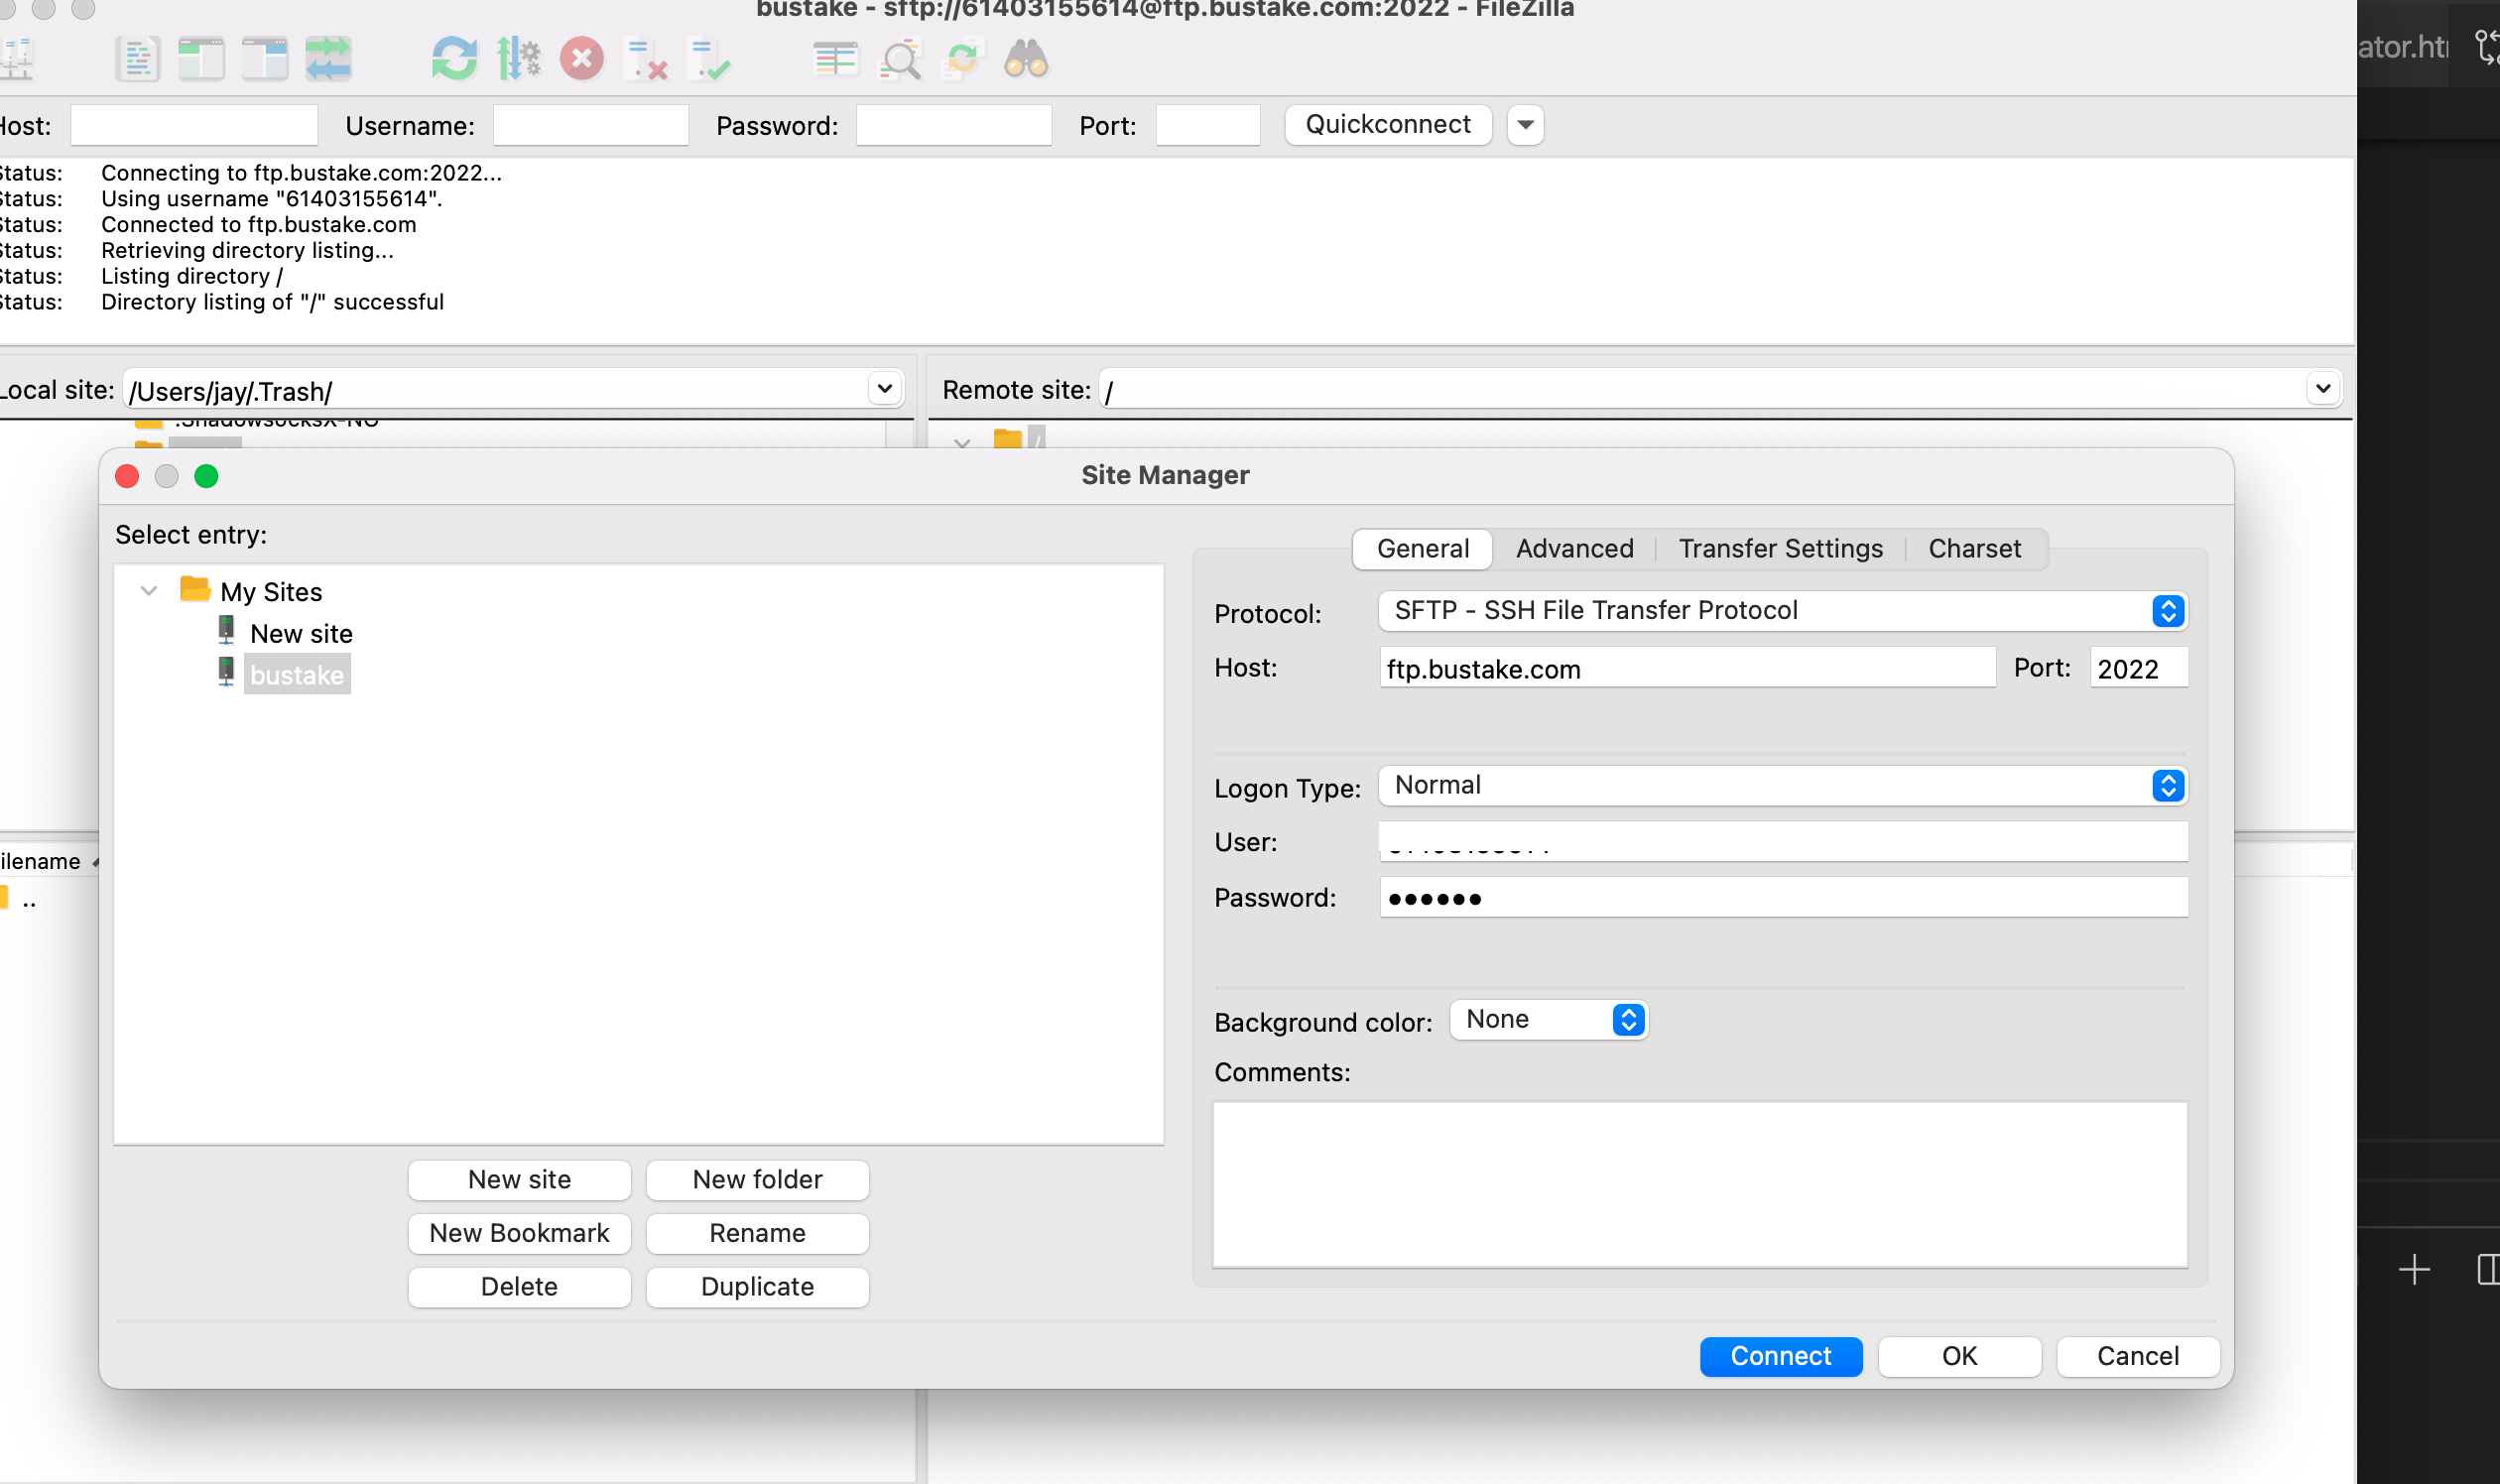 bustake - sftp://61403155614@ftp.bustake.com:2022 - FileZilla
ator.ht
Host: Username: Password: Port: Quickconnect
Status: Connecting to ftp.bustake.com:2022...
Status: Using username "61403155614".
Status: Connected to ftp.bustake.com
Status: Retrieving directory listing...
Status: Listing directory /
Status: Directory listing of "/" successful
Local site: /Users/jay/.Trash/
Remote site: /
.ShadowsocksX-NG
/
Site Manager
Select entry:
My Sites
New site
bustake
General Advanced Transfer Settings Charset
Protocol: SFTP - SSH File Transfer Protocol
Host: ftp.bustake.com Port: 2022
Logon Type: Normal
User:
Password: ••••••
Background color: None
Comments:
New site New folder
New Bookmark Rename
Delete Duplicate
Connect OK Cancel
ilename
..